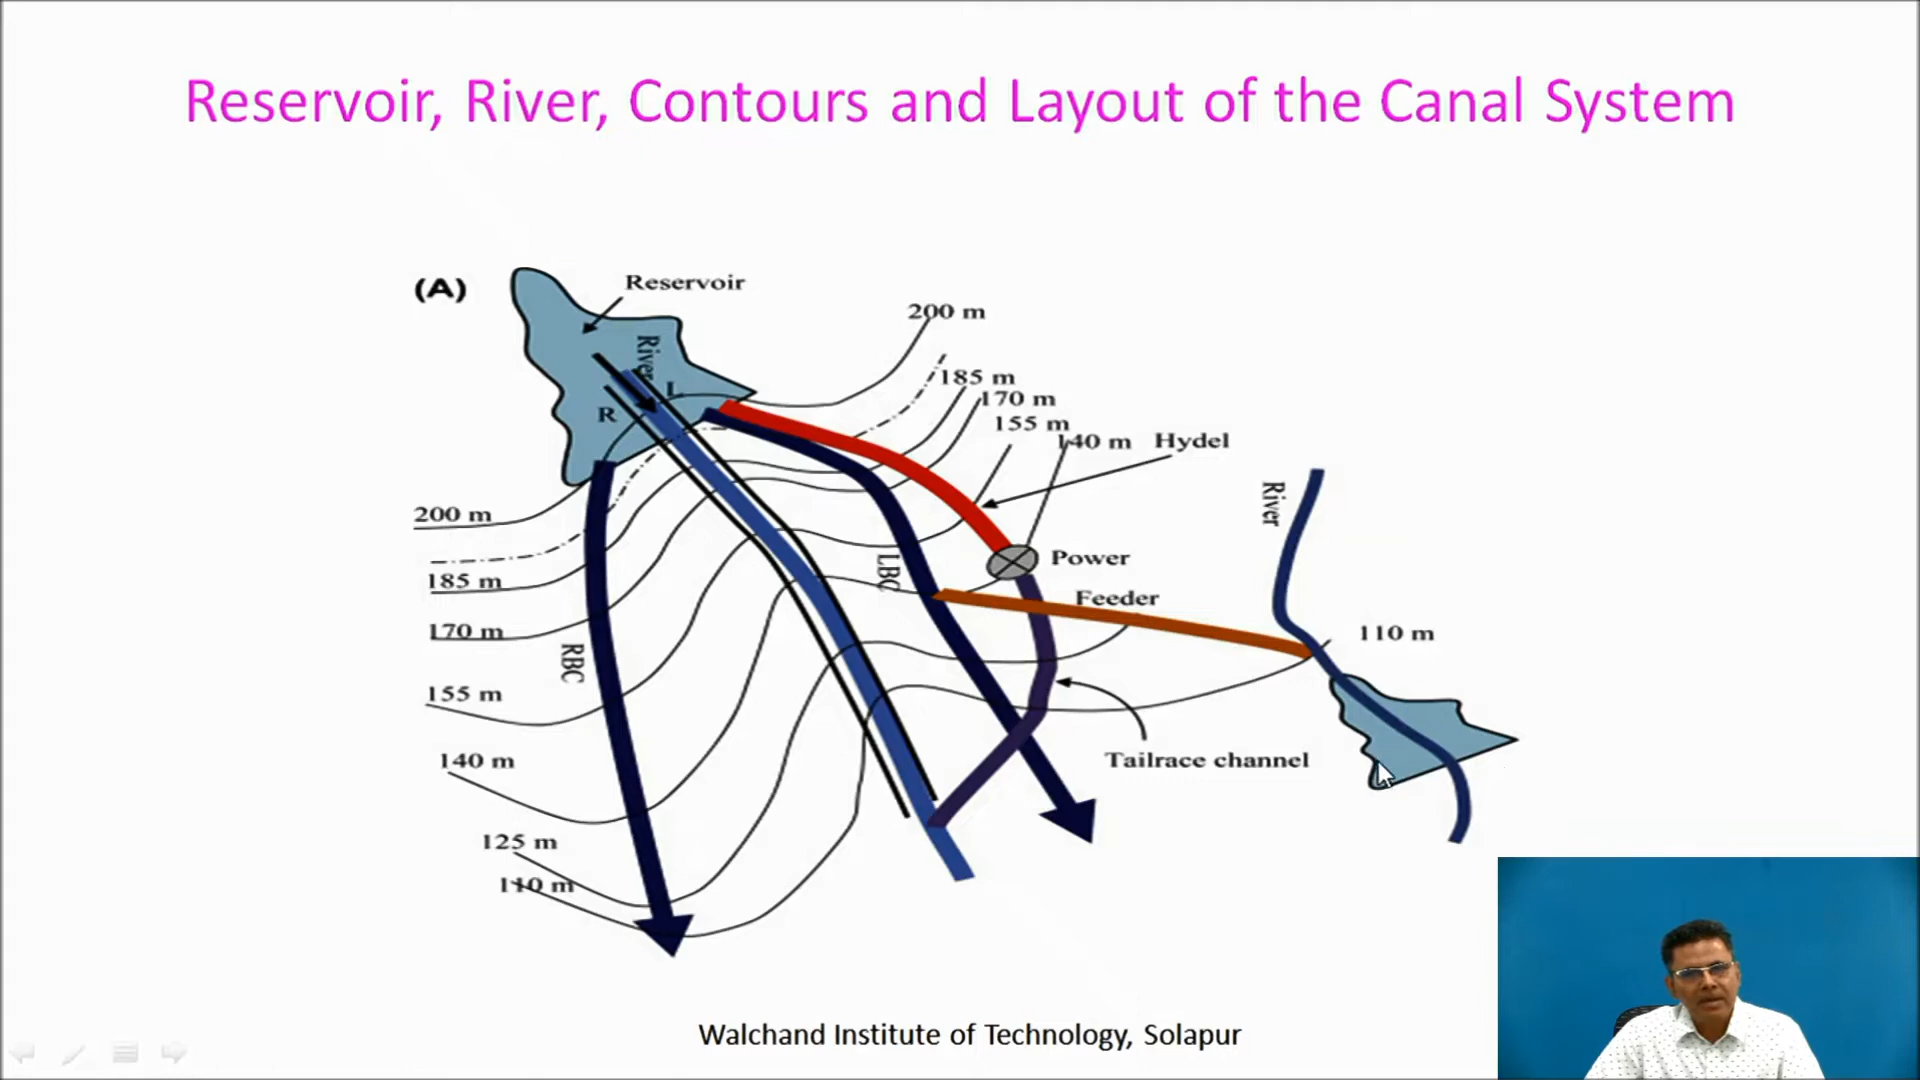 Reservoir, River, Contours and Layout of the Canal System
(A)
Reservoir
200 m
River
L
R
185 m
170 m
155 m
140 m
Hydel
River
200 m
LBC
Power
185 m
Feeder
170 m
110 m
RBC
155 m
140 m
Tailrace channel
125 m
110 m
Walchand Institute of Technology, Solapur